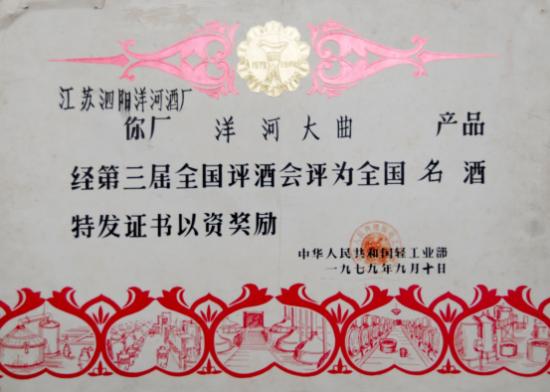 江苏泗阳洋河酒厂
你厂 洋河大曲 产品
经第三届全国评酒会评为全国名酒
特发证书以资奖励
中华人民共和国轻工业部
一九七九年九月十日